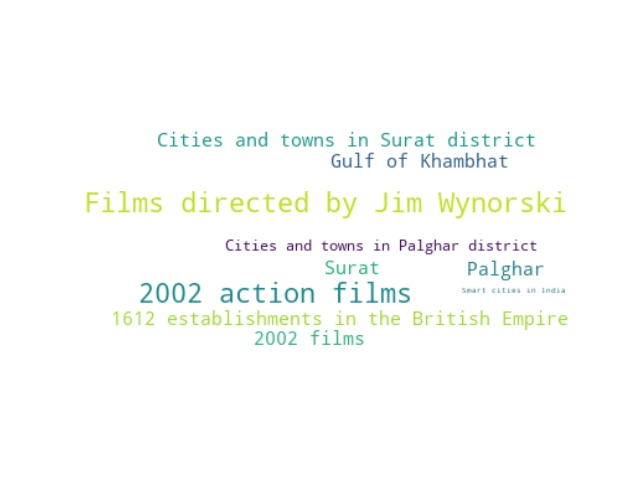 Cities and towns in Surat district
Gulf of Khambhat
Films directed by Jim Wynorski
Cities and towns in Palghar district
Surat
Palghar
2002 action films
Smart cities in India
1612 establishments in the British Empire
2002 films